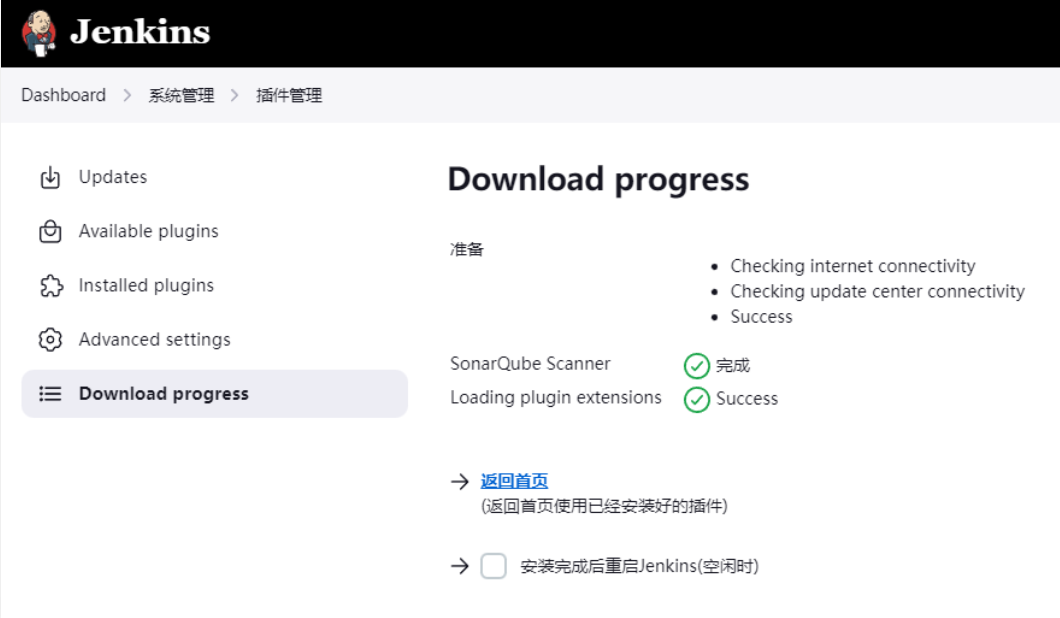 Jenkins
Dashboard > 系统管理 > 插件管理
Updates
Available plugins
Installed plugins
Advanced settings
Download progress
Download progress
准备
• Checking internet connectivity
• Checking update center connectivity
• Success
SonarQube Scanner 完成
Loading plugin extensions Success
→ 返回首页
(返回首页使用已经安装好的插件)
→ 安装完成后重启Jenkins(空闲时)